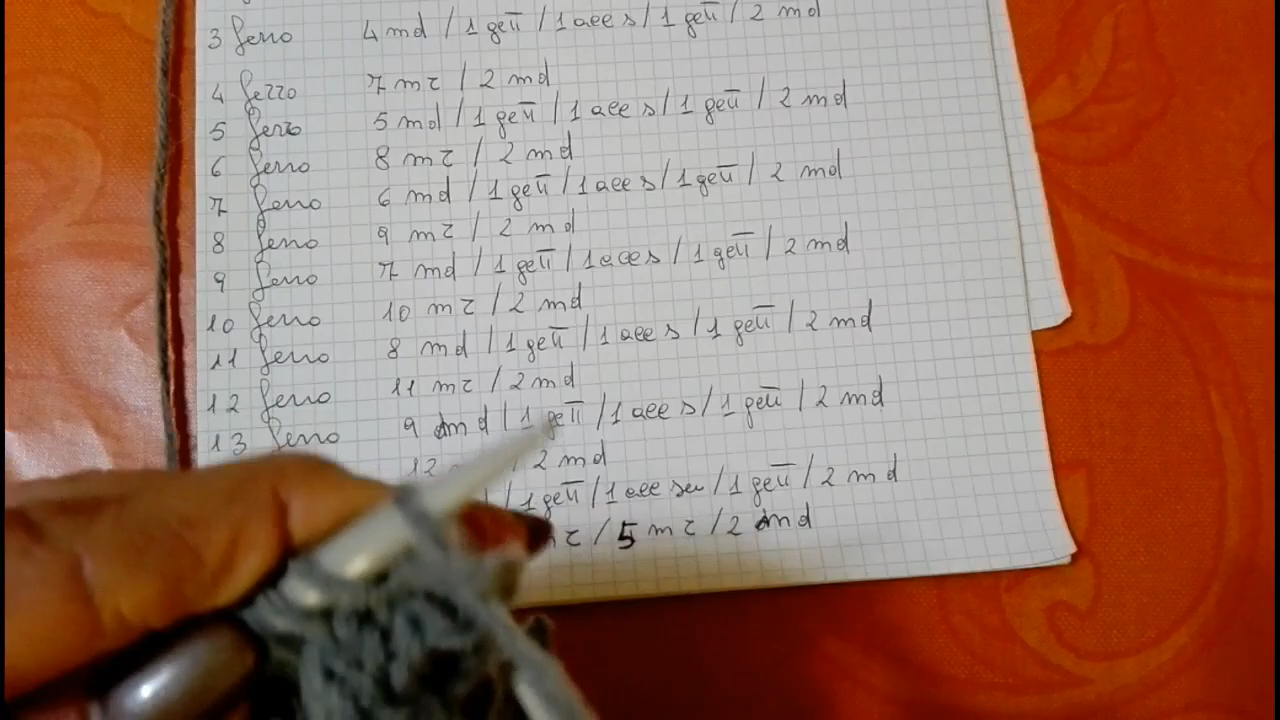 3 ferro 4 md / 1 gett / 1 acc s / 1 gett / 2 md
4 ferro 7 mr / 2 md
5 ferro 5 md / 1 gett / 1 acc s / 1 gett / 2 md
6 ferro 8 mr / 2 md
7 ferro 6 md / 1 gett / 1 acc s / 1 gett / 2 md
8 ferro 9 mr / 2 md
9 ferro 7 md / 1 gett / 1 acc s / 1 gett / 2 md
10 ferro 10 mr / 2 md
11 ferro 8 md / 1 gett / 1 acc s / 1 gett / 2 md
12 ferro 11 mr / 2 md
13 ferro 9 md / 1 gett / 1 acc s / 1 gett / 2 md
12 / 2 md
/ 1 gett / 1 acc / 1 gett / 2 md
/ 5 mr / 2 md